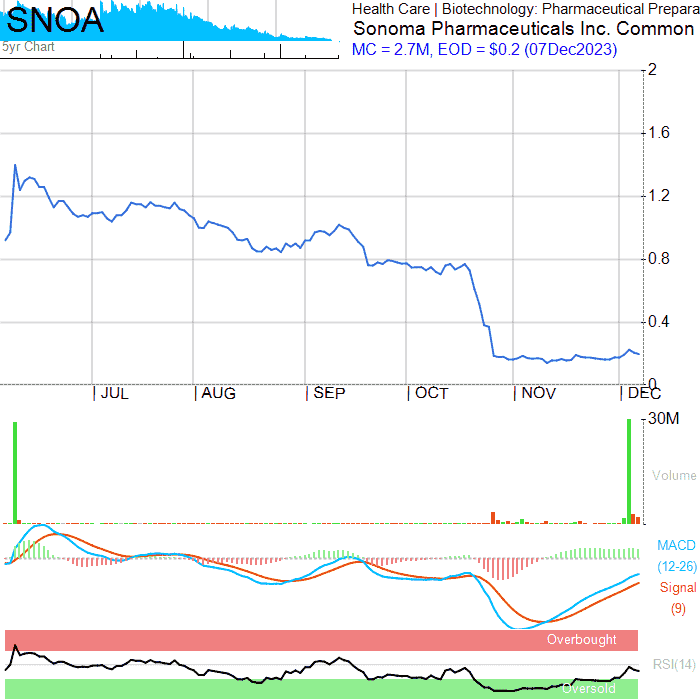 SNOA
Health Care | Biotechnology: Pharmaceutical Prepara
Sonoma Pharmaceuticals Inc. Common
5yr Chart
MC = 2.7M, EOD = $0.2 (07Dec2023)
2
1.6
1.2
0.8
0.4
0
JUL AUG SEP OCT NOV DEC
30M
Volume
MACD
(12-26)
Signal
(9)
Overbought
RSI(14)
Oversold